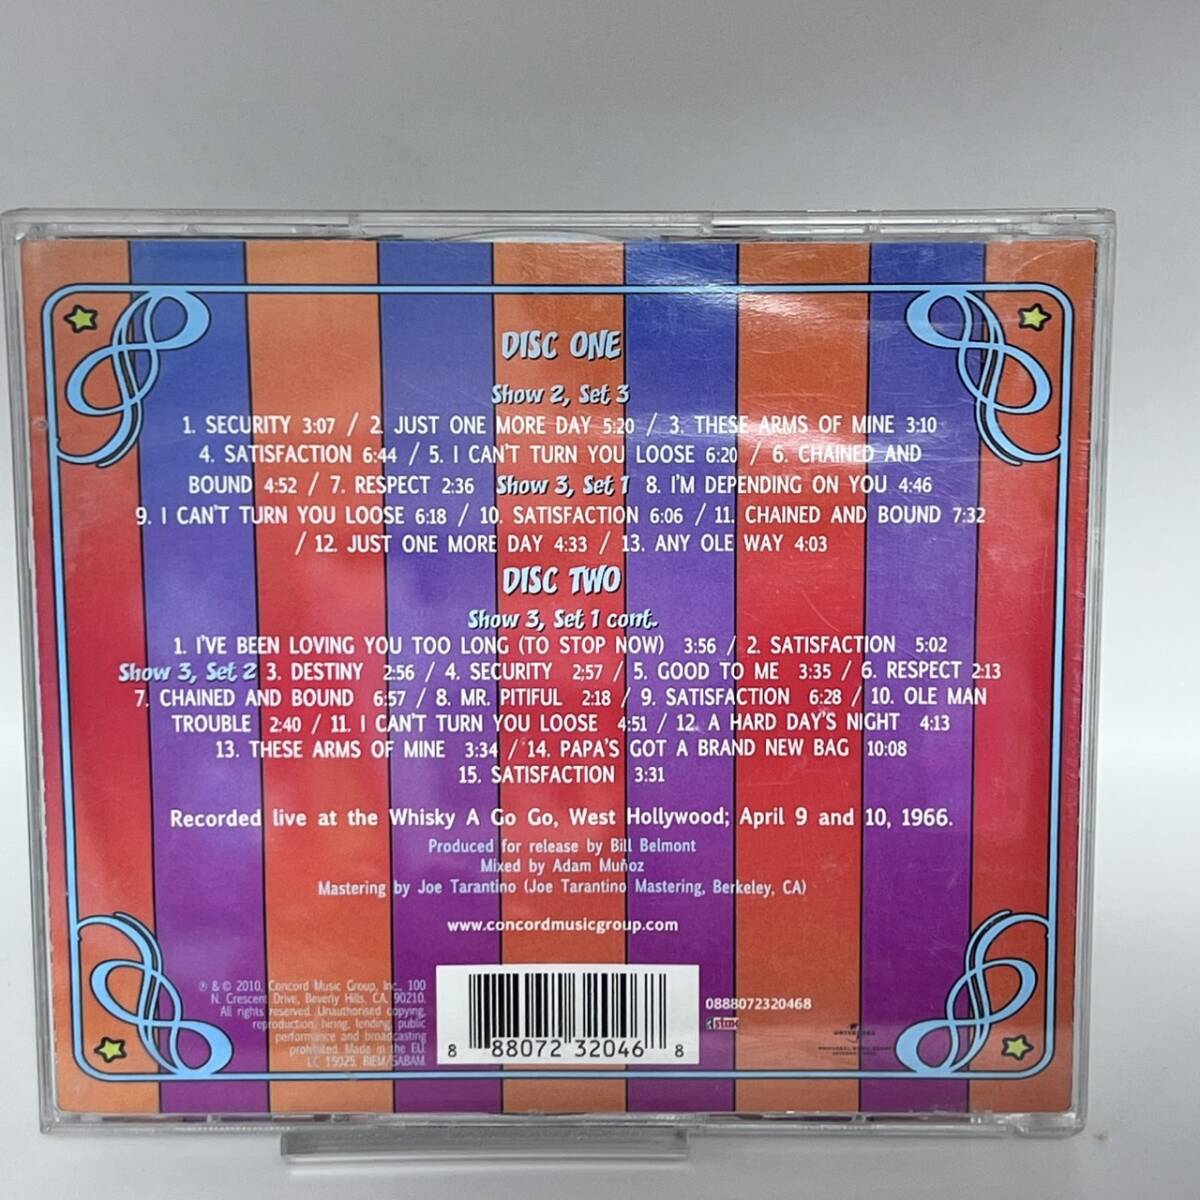 DISC ONE
Show 2, Set 3
1. SECURITY 3:07 / 2. JUST ONE MORE DAY 5:20 / 3. THESE ARMS OF MINE 3:10
4. SATISFACTION 6:44 / 5. I CAN'T TURN YOU LOOSE 6:20 / 6. CHAINED AND
BOUND 4:52 / 7. RESPECT 2:36 Show 3, Set 1 8. I'M DEPENDING ON YOU 4:46
9. I CAN'T TURN YOU LOOSE 6:18 / 10. SATISFACTION 6:06 / 11. CHAINED AND BOUND 7:32
/ 12. JUST ONE MORE DAY 4:33 / 13. ANY OLE WAY 4:03
DISC TWO
Show 3, Set 1 cont.
1. I'VE BEEN LOVING YOU TOO LONG (TO STOP NOW) 3:56 / 2. SATISFACTION 5:02
Show 3, Set 2 3. DESTINY 2:56 / 4. SECURITY 2:57 / 5. GOOD TO ME 3:35 / 6. RESPECT 2:13
7. CHAINED AND BOUND 6:57 / 8. MR. PITIFUL 2:18 / 9. SATISFACTION 6:28 / 10. OLE MAN
TROUBLE 2:40 / 11. I CAN'T TURN YOU LOOSE 4:51 / 12. A HARD DAY'S NIGHT 4:13
13. THESE ARMS OF MINE 3:34 / 14. PAPA'S GOT A BRAND NEW BAG 10:08
15. SATISFACTION 3:31
Recorded live at the Whisky A Go Go, West Hollywood; April 9 and 10, 1966.
Produced for release by Bill Belmont
Mixed by Adam Muñoz
Mastering by Joe Tarantino (Joe Tarantino Mastering, Berkeley, CA)
www.concordmusicgroup.com
℗ & © 2010, Concord Music Group, Inc., 100
N. Crescent Drive, Beverly Hills, CA, 90210.
All rights reserved. Unauthorised copying,
reproduction, hiring, lending, public
performance and broadcasting
prohibited. Made in the EU.
LC 15025. BIEM/SABAM.
8 88072 32046 8
0888072320468
stax
UNIVERSAL
UNIVERSAL MUSIC GROUP